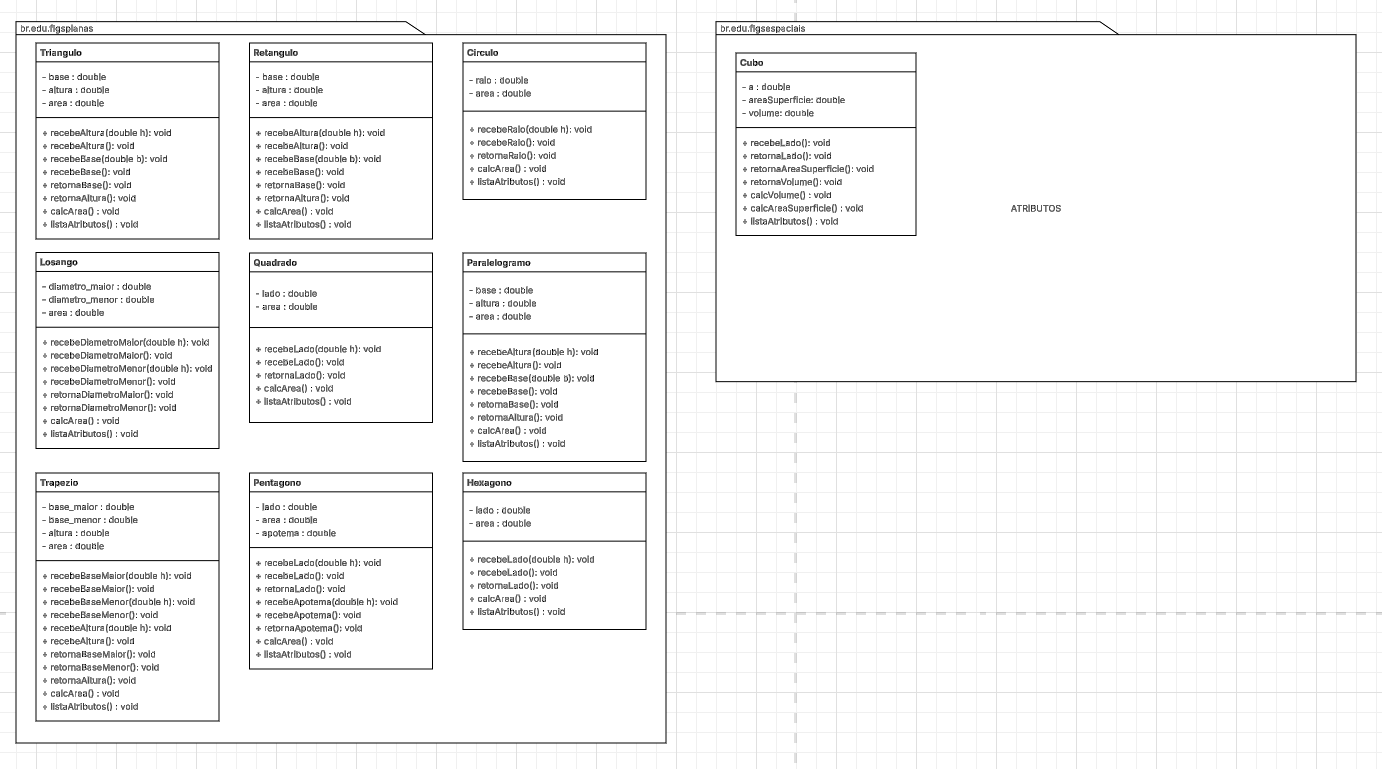 br.edu.figsplanas
Triangulo
- base : double
- altura : double
- area : double
+ recebeAltura(double h): void
+ recebeAltura(): void
+ recebeBase(double b): void
+ recebeBase(): void
+ retornaBase(): void
+ retornaAltura(): void
+ calcArea() : void
+ listaAtributos() : void
Retangulo
- base : double
- altura : double
- area : double
+ recebeAltura(double h): void
+ recebeAltura(): void
+ recebeBase(double b): void
+ recebeBase(): void
+ retornaBase(): void
+ retornaAltura(): void
+ calcArea() : void
+ listaAtributos() : void
Circulo
- raio : double
- area : double
+ recebeRaio(double h): void
+ recebeRaio(): void
+ retornaRaio(): void
+ calcArea() : void
+ listaAtributos() : void
Losango
- diametro_maior : double
- diametro_menor : double
- area : double
+ recebeDiametroMaior(double h): void
+ recebeDiametroMaior(): void
+ recebeDiametroMenor(double h): void
+ recebeDiametroMenor(): void
+ retornaDiametroMaior(): void
+ retornaDiametroMenor(): void
+ calcArea() : void
+ listaAtributos() : void
Quadrado
- lado : double
- area : double
+ recebeLado(double h): void
+ recebeLado(): void
+ retornaLado(): void
+ calcArea() : void
+ listaAtributos() : void
Paralelogramo
- base : double
- altura : double
- area : double
+ recebeAltura(double h): void
+ recebeAltura(): void
+ recebeBase(double b): void
+ recebeBase(): void
+ retornaBase(): void
+ retornaAltura(): void
+ calcArea() : void
+ listaAtributos() : void
Trapezio
- base_maior : double
- base_menor : double
- altura : double
- area : double
+ recebeBaseMaior(double h): void
+ recebeBaseMaior(): void
+ recebeBaseMenor(double h): void
+ recebeBaseMenor(): void
+ recebeAltura(double h): void
+ recebeAltura(): void
+ retornaBaseMaior(): void
+ retornaBaseMenor(): void
+ retornaAltura(): void
+ calcArea() : void
+ listaAtributos() : void
Pentagono
- lado : double
- area : double
- apotema : double
+ recebeLado(double h): void
+ recebeLado(): void
+ retornaLado(): void
+ recebeApotema(double h): void
+ recebeApotema(): void
+ retornaApotema(): void
+ calcArea() : void
+ listaAtributos() : void
Hexagono
- lado : double
- area : double
+ recebeLado(double h): void
+ recebeLado(): void
+ retornaLado(): void
+ calcArea() : void
+ listaAtributos() : void
br.edu.figsespeciais
Cubo
- a : double
- areaSuperficie: double
- volume: double
+ recebeLado(): void
+ retornaLado(): void
+ retornaAreaSuperficie(): void
+ retornaVolume(): void
+ calcVolume() : void
+ calcAreaSuperficie() : void
+ listaAtributos() : void
ATRIBUTOS